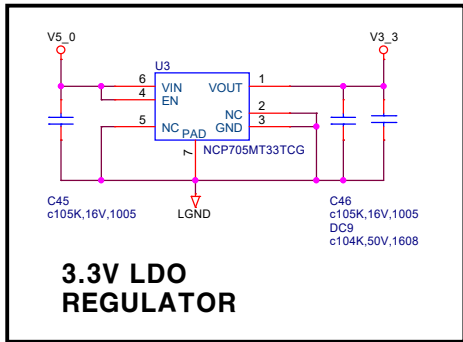 V5_0
V3_3
U3
6
VIN
VOUT
1
4
EN
NC
2
5
NC
GND
3
PAD
7
NCP705MT33TCG
C45
c105K,16V,1005
LGND
C46
c105K,16V,1005
DC9
c104K,50V,1608
3.3V LDO
REGULATOR